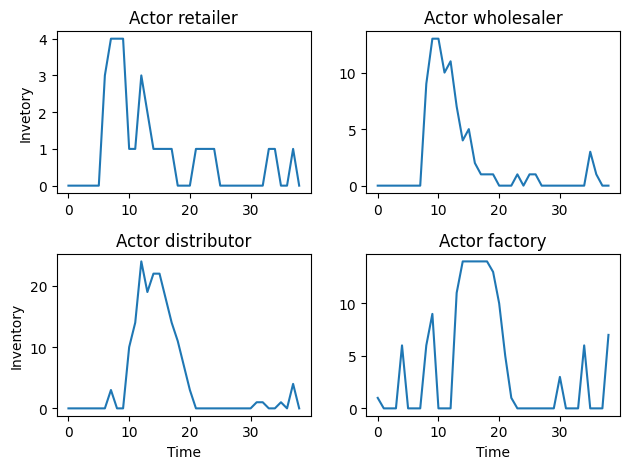 Actor retailer
Invetory
4
3
2
1
0
0 10 20 30
Actor wholesaler
10
5
0
0 10 20 30
Actor distributor
Inventory
20
10
0
0 10 20 30
Time
Actor factory
10
5
0
0 10 20 30
Time